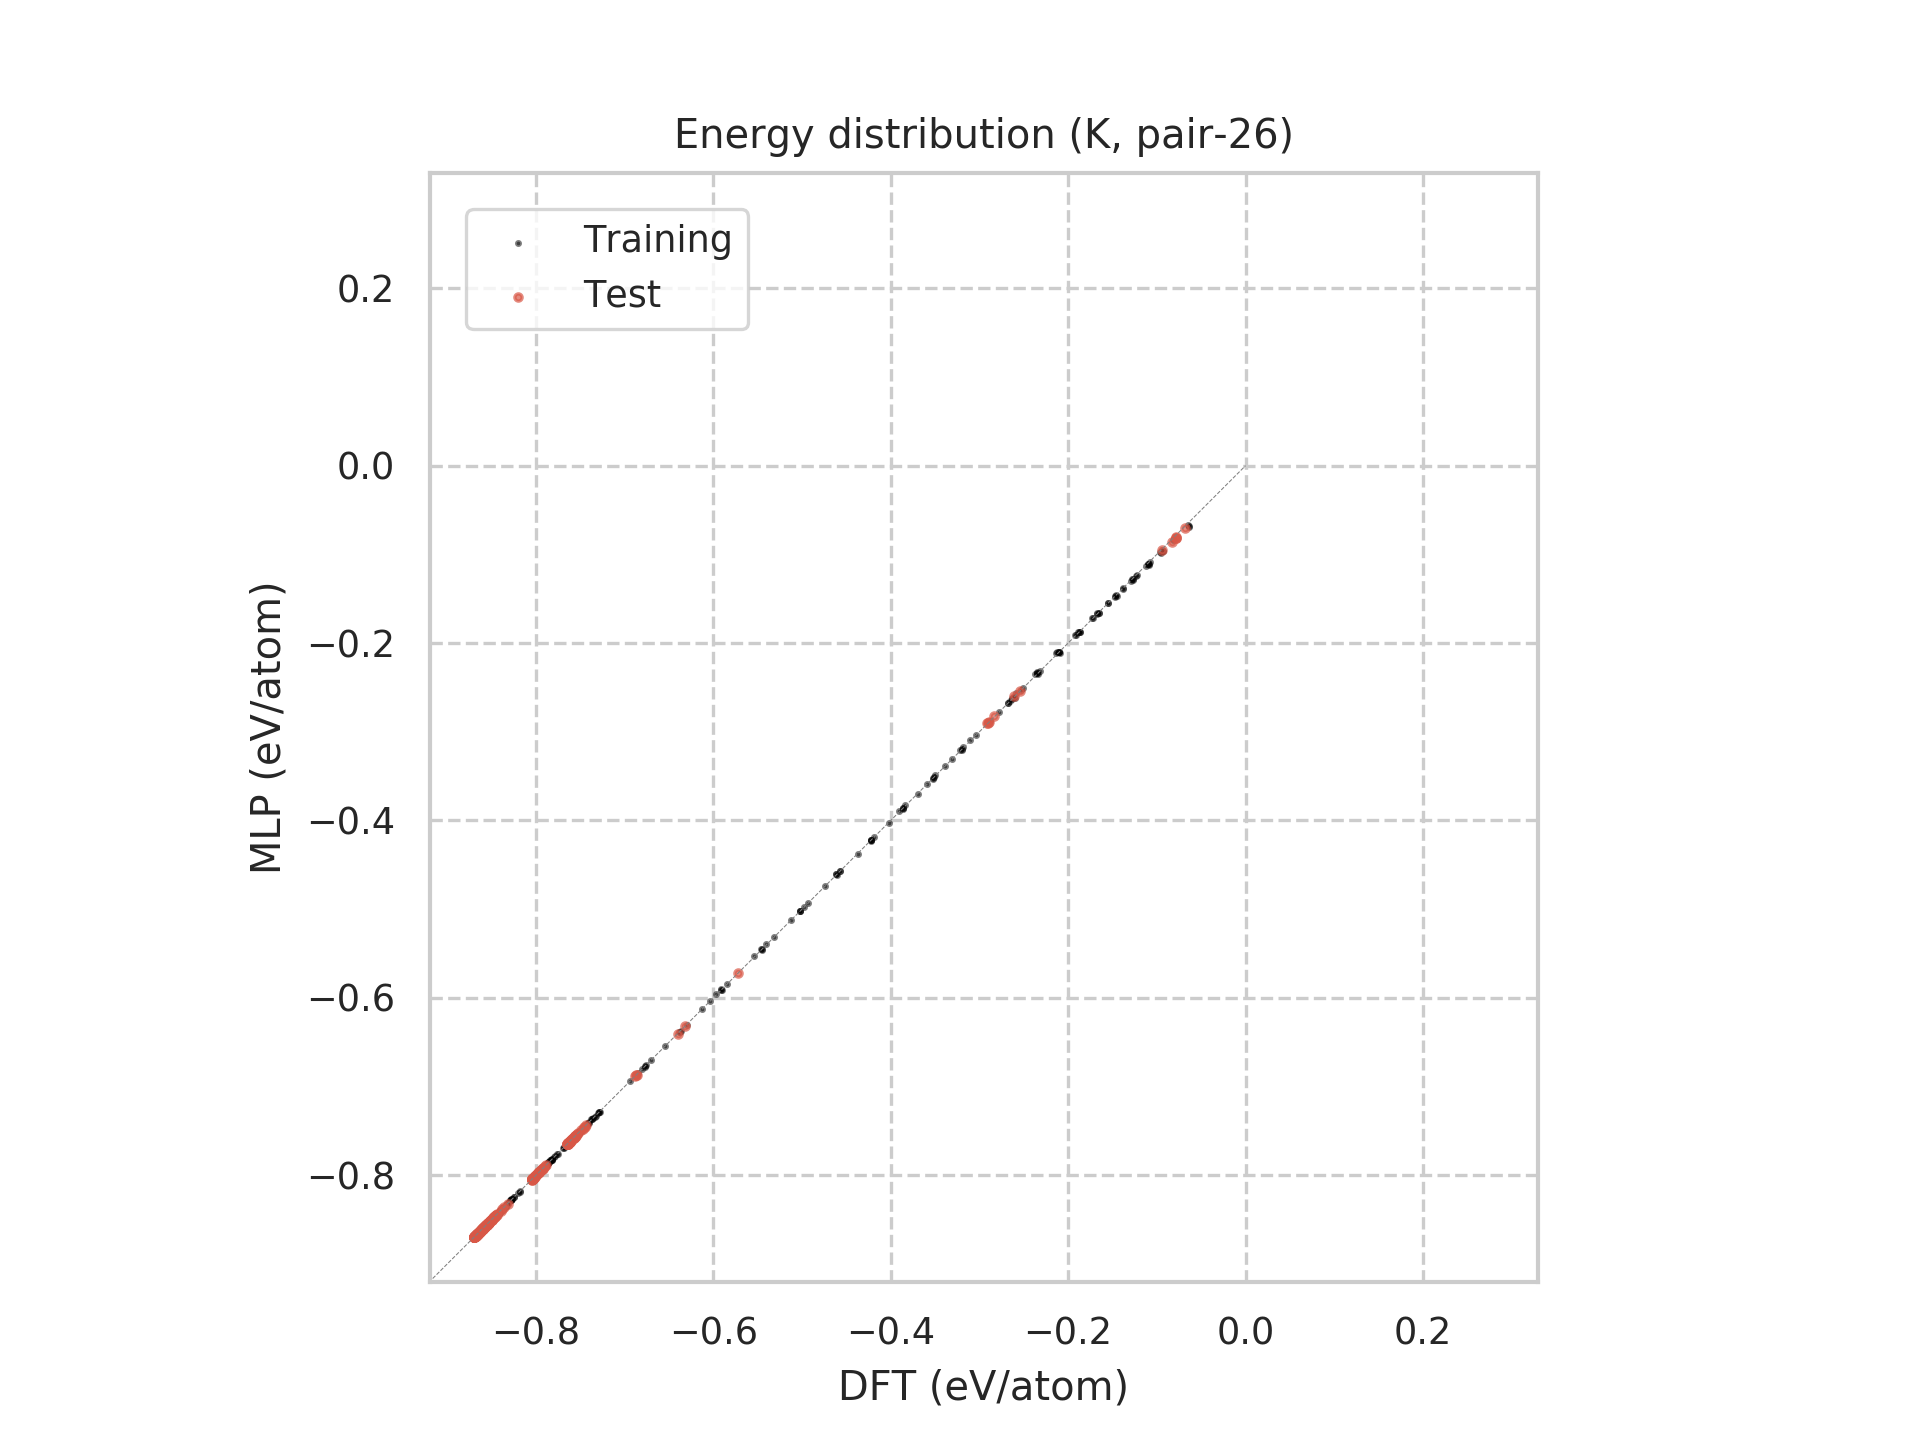 Energy distribution (K, pair-26)
Training
Test
0.2
0.0
−0.2
−0.4
−0.6
−0.8
MLP (eV/atom)
−0.8 −0.6 −0.4 −0.2 0.0 0.2
DFT (eV/atom)